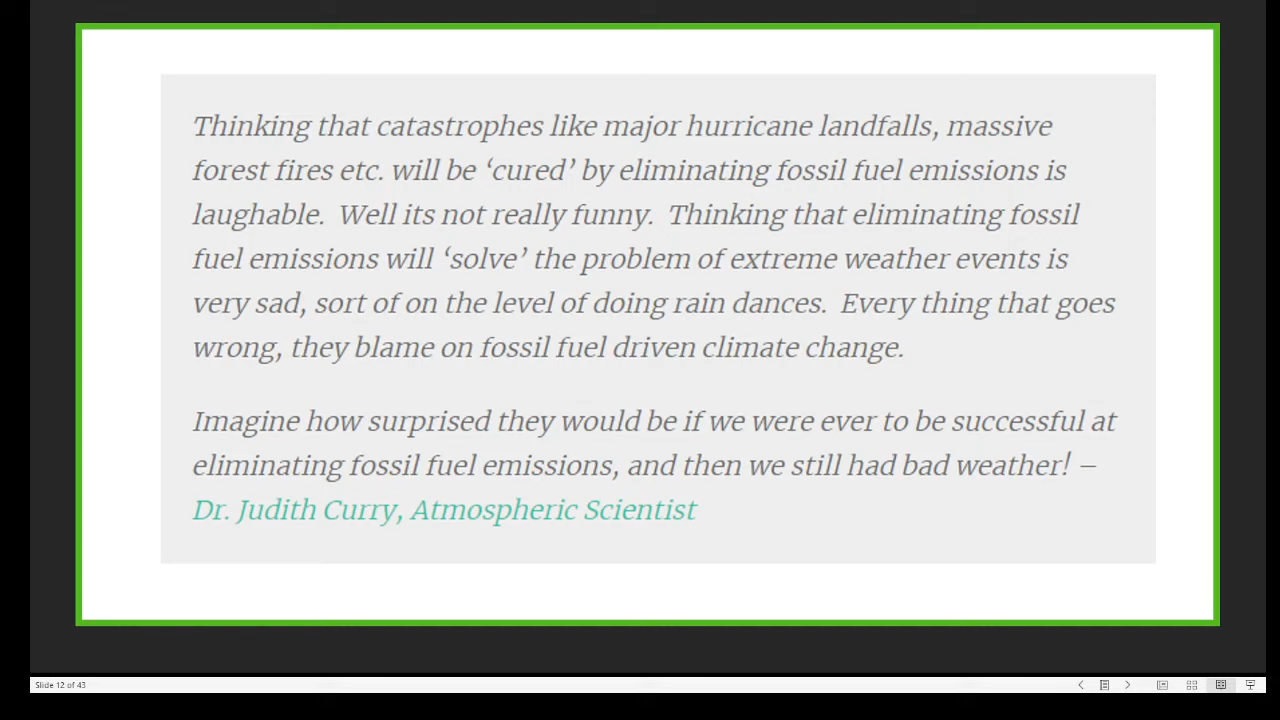 Thinking that catastrophes like major hurricane landfalls, massive
forest fires etc. will be ‘cured’ by eliminating fossil fuel emissions is
laughable.  Well its not really funny.  Thinking that eliminating fossil
fuel emissions will ‘solve’ the problem of extreme weather events is
very sad, sort of on the level of doing rain dances.  Every thing that goes
wrong, they blame on fossil fuel driven climate change.
Imagine how surprised they would be if we were ever to be successful at
eliminating fossil fuel emissions, and then we still had bad weather! –
Dr. Judith Curry, Atmospheric Scientist
Slide 12 of 43